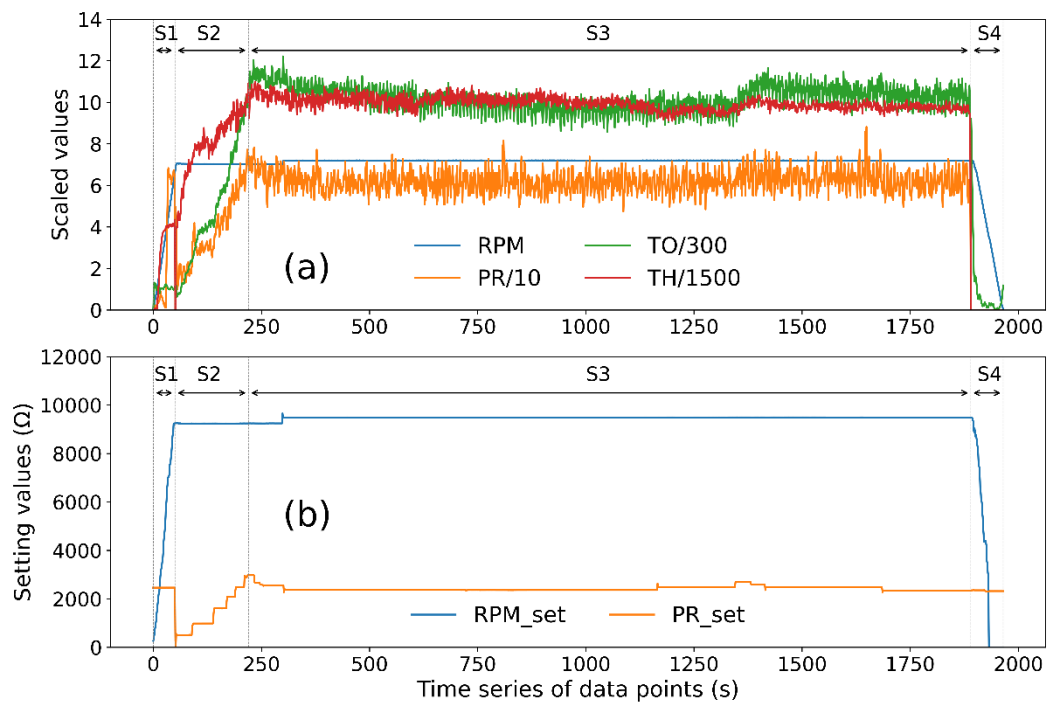 S1 S2 S3 S4
14
12
10
8
6
4
2
0
Scaled values
(a)
RPM TO/300
PR/10 TH/1500
0 250 500 750 1000 1250 1500 1750 2000
S1 S2 S3 S4
12000
10000
8000
6000
4000
2000
0
Setting values (Ω)
(b)
RPM_set PR_set
0 250 500 750 1000 1250 1500 1750 2000
Time series of data points (s)